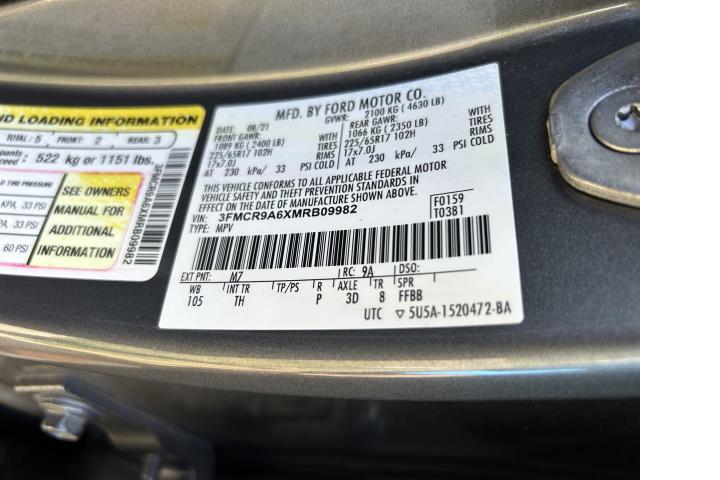 ND LOADING INFORMATION
TOTAL: 5 FRONT: 2 REAR: 3
522 kg or 1151 lbs.
LD TIRE PRESSURE
KPA, 33 PSI
KPA, 33 PSI
60 PSI
SEE OWNERS
MANUAL FOR
ADDITIONAL
INFORMATION
3FMCR9A6XMRB09982
MFD. BY FORD MOTOR CO.
DATE: 08/21 GVWR: 2100 KG ( 4630 LB)
FRONT GAWR: REAR GAWR:
1089 KG ( 2400 LB) WITH 1066 KG ( 2350 LB) WITH
225/65R17 102H TIRES 225/65R17 102H TIRES
17x7.0J RIMS 17x7.0J RIMS
AT 230 kPa/ 33 PSI COLD AT 230 kPa/ 33 PSI COLD
THIS VEHICLE CONFORMS TO ALL APPLICABLE FEDERAL MOTOR
VEHICLE SAFETY AND THEFT PREVENTION STANDARDS IN
EFFECT ON THE DATE OF MANUFACTURE SHOWN ABOVE.
VIN: 3FMCR9A6XMRB09982
TYPE: MPV
F0159
T0381
EXT PNT: M7 RC: 9A DSO:
WB INT TR TP/PS R AXLE TR SPR
105 TH P 3D 8 FFBB
UTC ▽ 5U5A-1520472-BA